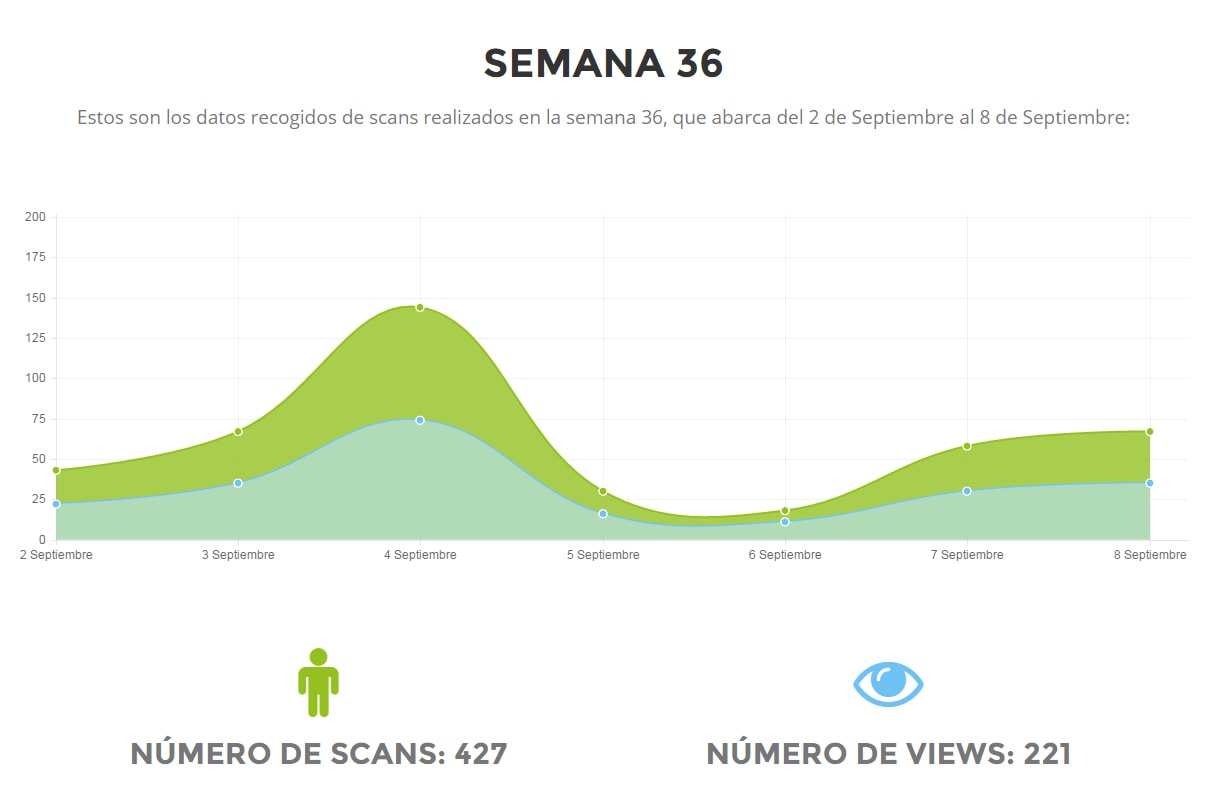 SEMANA 36
Estos son los datos recogidos de scans realizados en la semana 36, que abarca del 2 de Septiembre al 8 de Septiembre:
200
175
150
125
100
75
50
25
0
2 Septiembre
3 Septiembre
4 Septiembre
5 Septiembre
6 Septiembre
7 Septiembre
8 Septiembre
NÚMERO DE SCANS: 427
NÚMERO DE VIEWS: 221